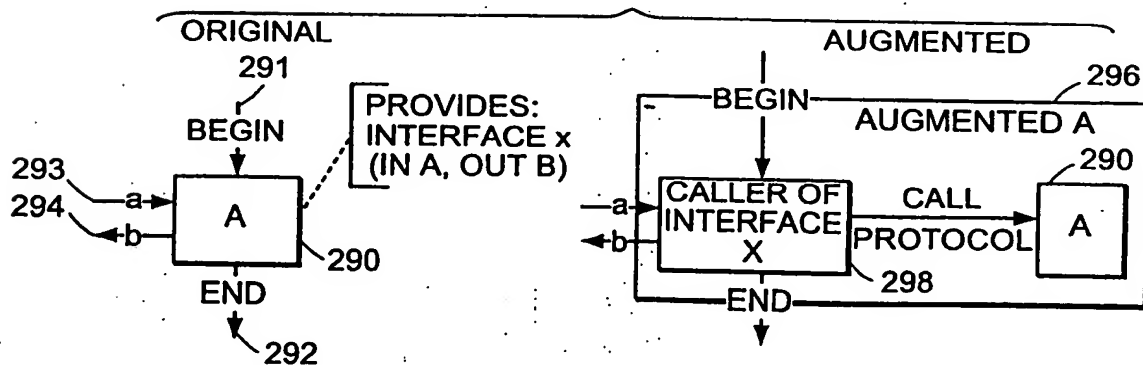 ORIGINAL
291
BEGIN
PROVIDES:
INTERFACE x
(IN A, OUT B)
293
a
294
b
A
290
END
292
AUGMENTED
296
BEGIN
AUGMENTED A
290
a
b
CALLER OF
INTERFACE
X
CALL
PROTOCOL
A
298
END